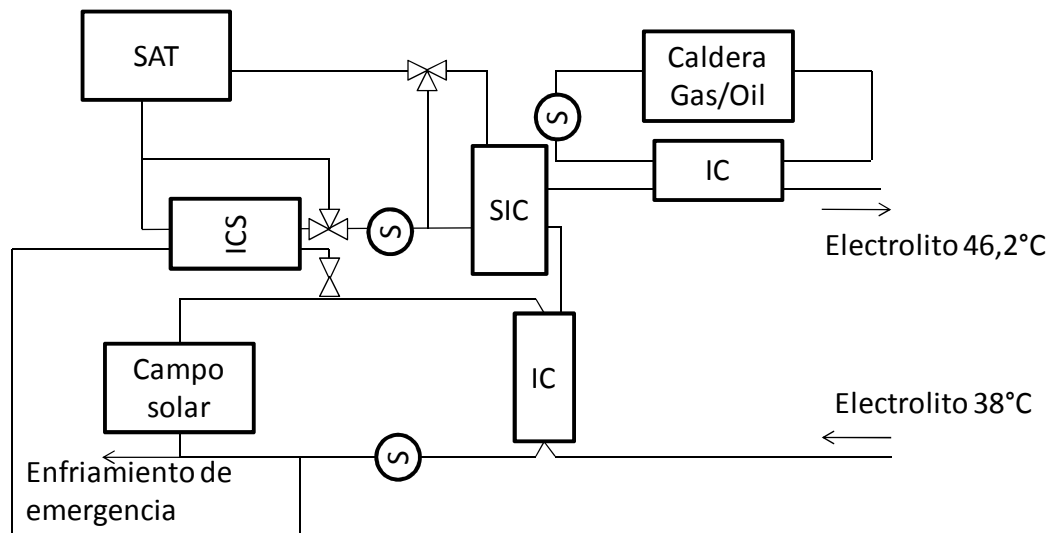 SAT
Caldera
Gas/Oil
S
IC
SIC
ICS
S
Electrolito 46,2°C
Campo
solar
IC
Electrolito 38°C
S
Enfriamiento de
emergencia